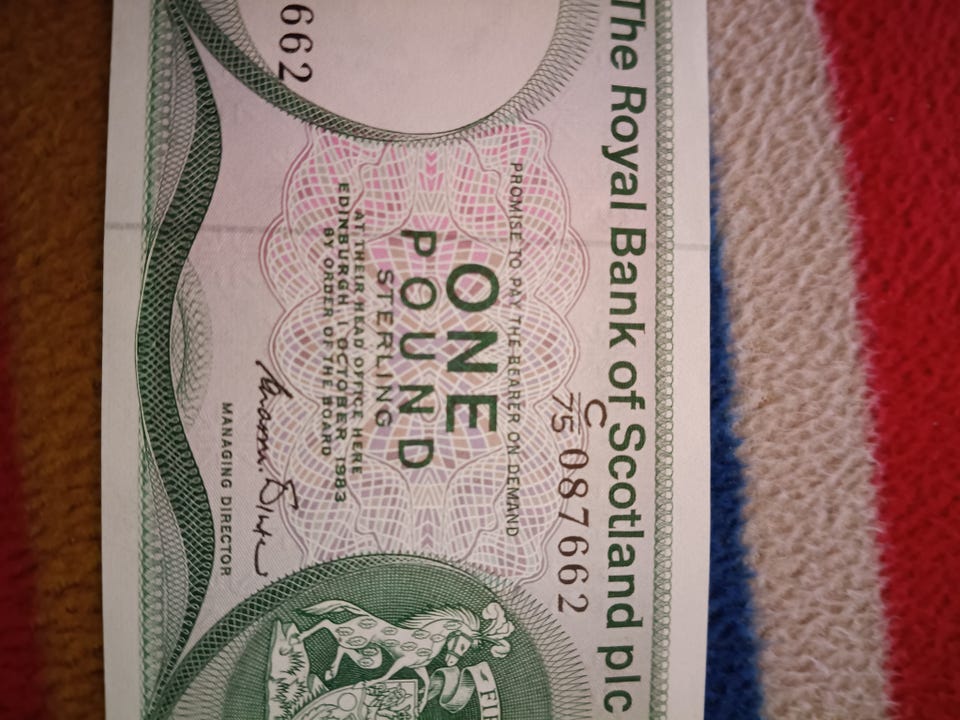 The Royal Bank of Scotland plc
C
75 087662
PROMISE TO PAY THE BEARER ON DEMAND
ONE
POUND
STERLING
AT THEIR HEAD OFFICE HERE
EDINBURGH 1 OCTOBER 1983
BY ORDER OF THE BOARD
662
MANAGING DIRECTOR